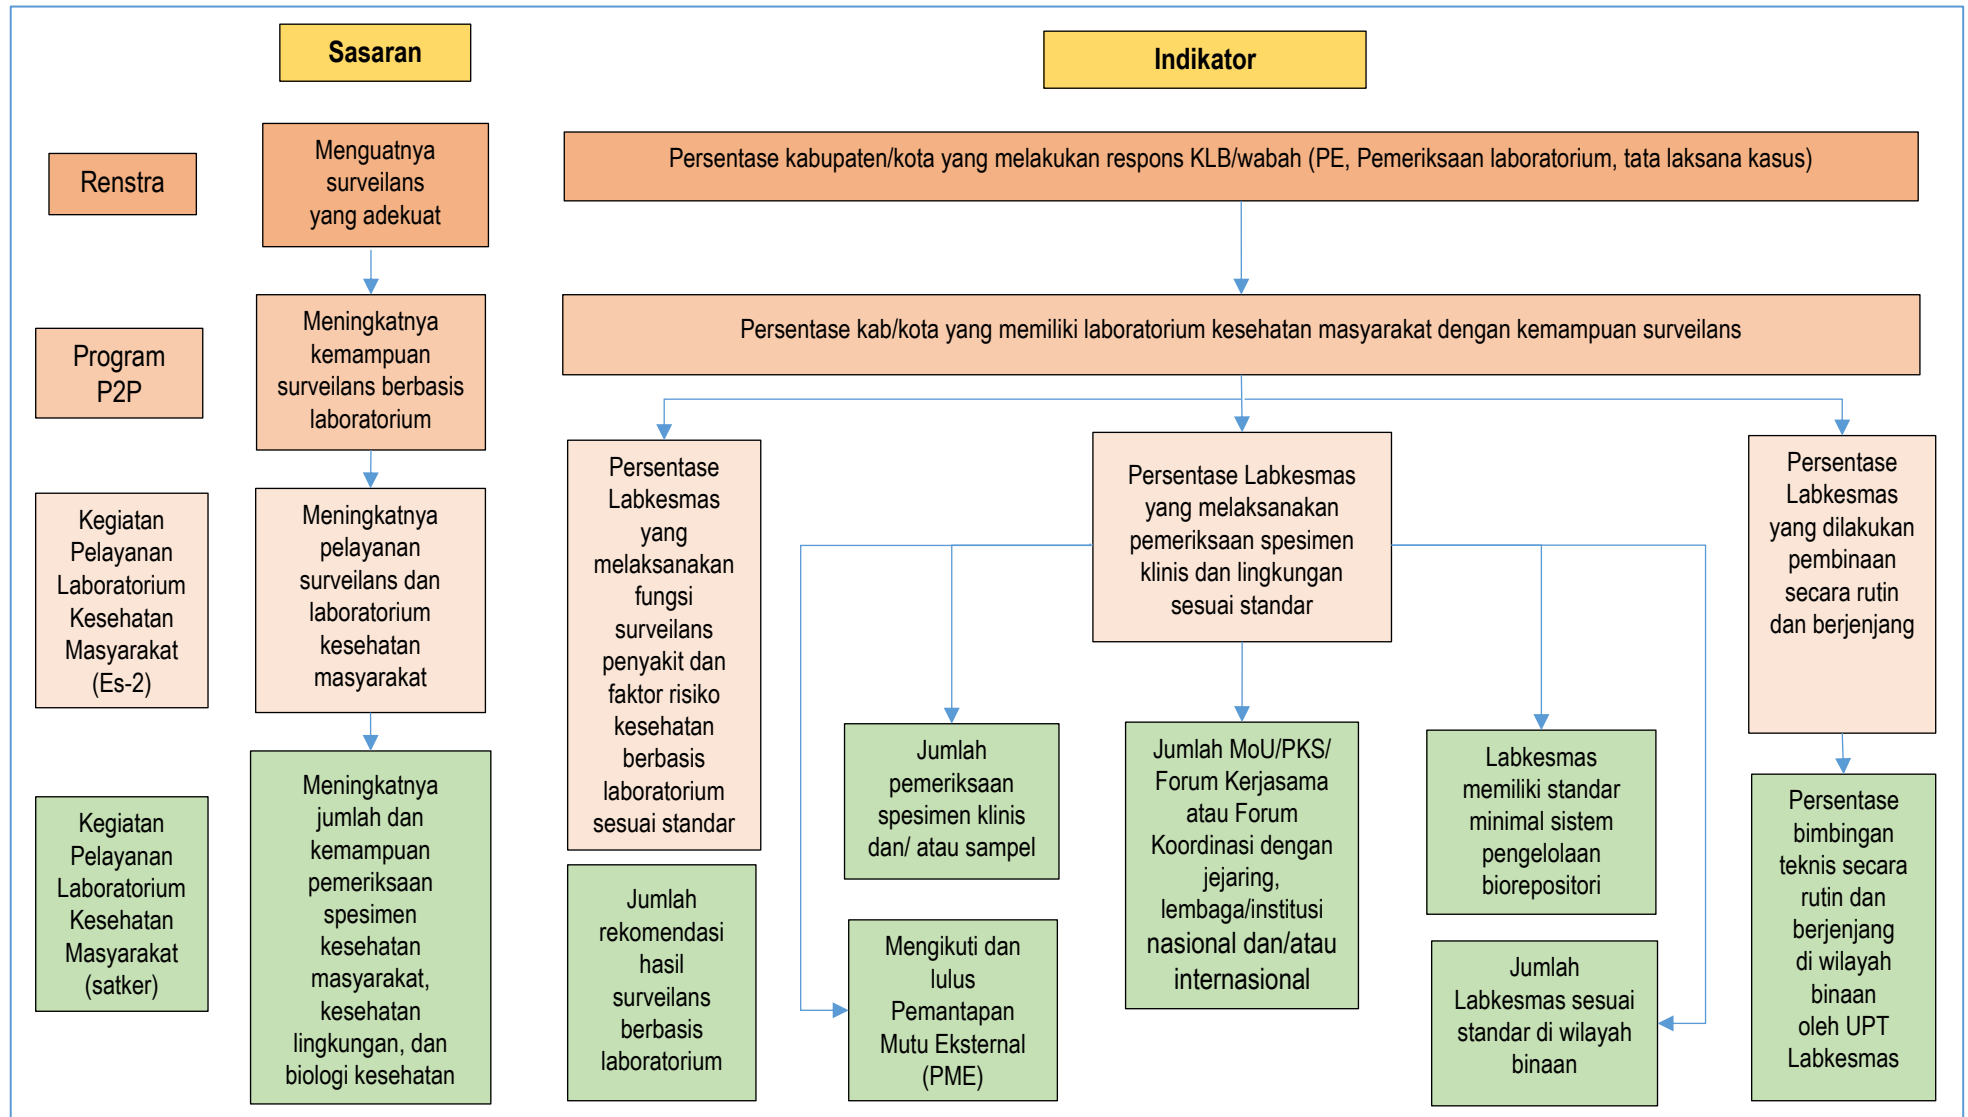 Sasaran
Indikator
Renstra
Menguatnya
surveilans
yang adekuat
Persentase kabupaten/kota yang melakukan respons KLB/wabah (PE, Pemeriksaan laboratorium, tata laksana kasus)
Program
P2P
Meningkatnya
kemampuan
surveilans berbasis
laboratorium
Persentase kab/kota yang memiliki laboratorium kesehatan masyarakat dengan kemampuan surveilans
Kegiatan
Pelayanan
Laboratorium
Kesehatan
Masyarakat
(Es-2)
Meningkatnya
pelayanan
surveilans dan
laboratorium
kesehatan
masyarakat
Persentase
Labkesmas
yang
melaksanakan
fungsi
surveilans
penyakit dan
faktor risiko
kesehatan
berbasis
laboratorium
sesuai standar
Persentase Labkesmas
yang melaksanakan
pemeriksaan spesimen
klinis dan lingkungan
sesuai standar
Persentase
Labkesmas
yang dilakukan
pembinaan
secara rutin
dan berjenjang
Kegiatan
Pelayanan
Laboratorium
Kesehatan
Masyarakat
(satker)
Meningkatnya
jumlah dan
kemampuan
pemeriksaan
spesimen
kesehatan
masyarakat,
kesehatan
lingkungan, dan
biologi kesehatan
Jumlah
rekomendasi
hasil
surveilans
berbasis
laboratorium
Jumlah
pemeriksaan
spesimen klinis
dan/ atau sampel
Mengikuti dan
lulus
Pemantapan
Mutu Eksternal
(PME)
Jumlah MoU/PKS/
Forum Kerjasama
atau Forum
Koordinasi dengan
jejaring,
lembaga/institusi
nasional dan/atau
internasional
Labkesmas
memiliki standar
minimal sistem
pengelolaan
biorepositori
Jumlah
Labkesmas sesuai
standar di wilayah
binaan
Persentase
bimbingan
teknis secara
rutin dan
berjenjang
di wilayah
binaan
oleh UPT
Labkesmas